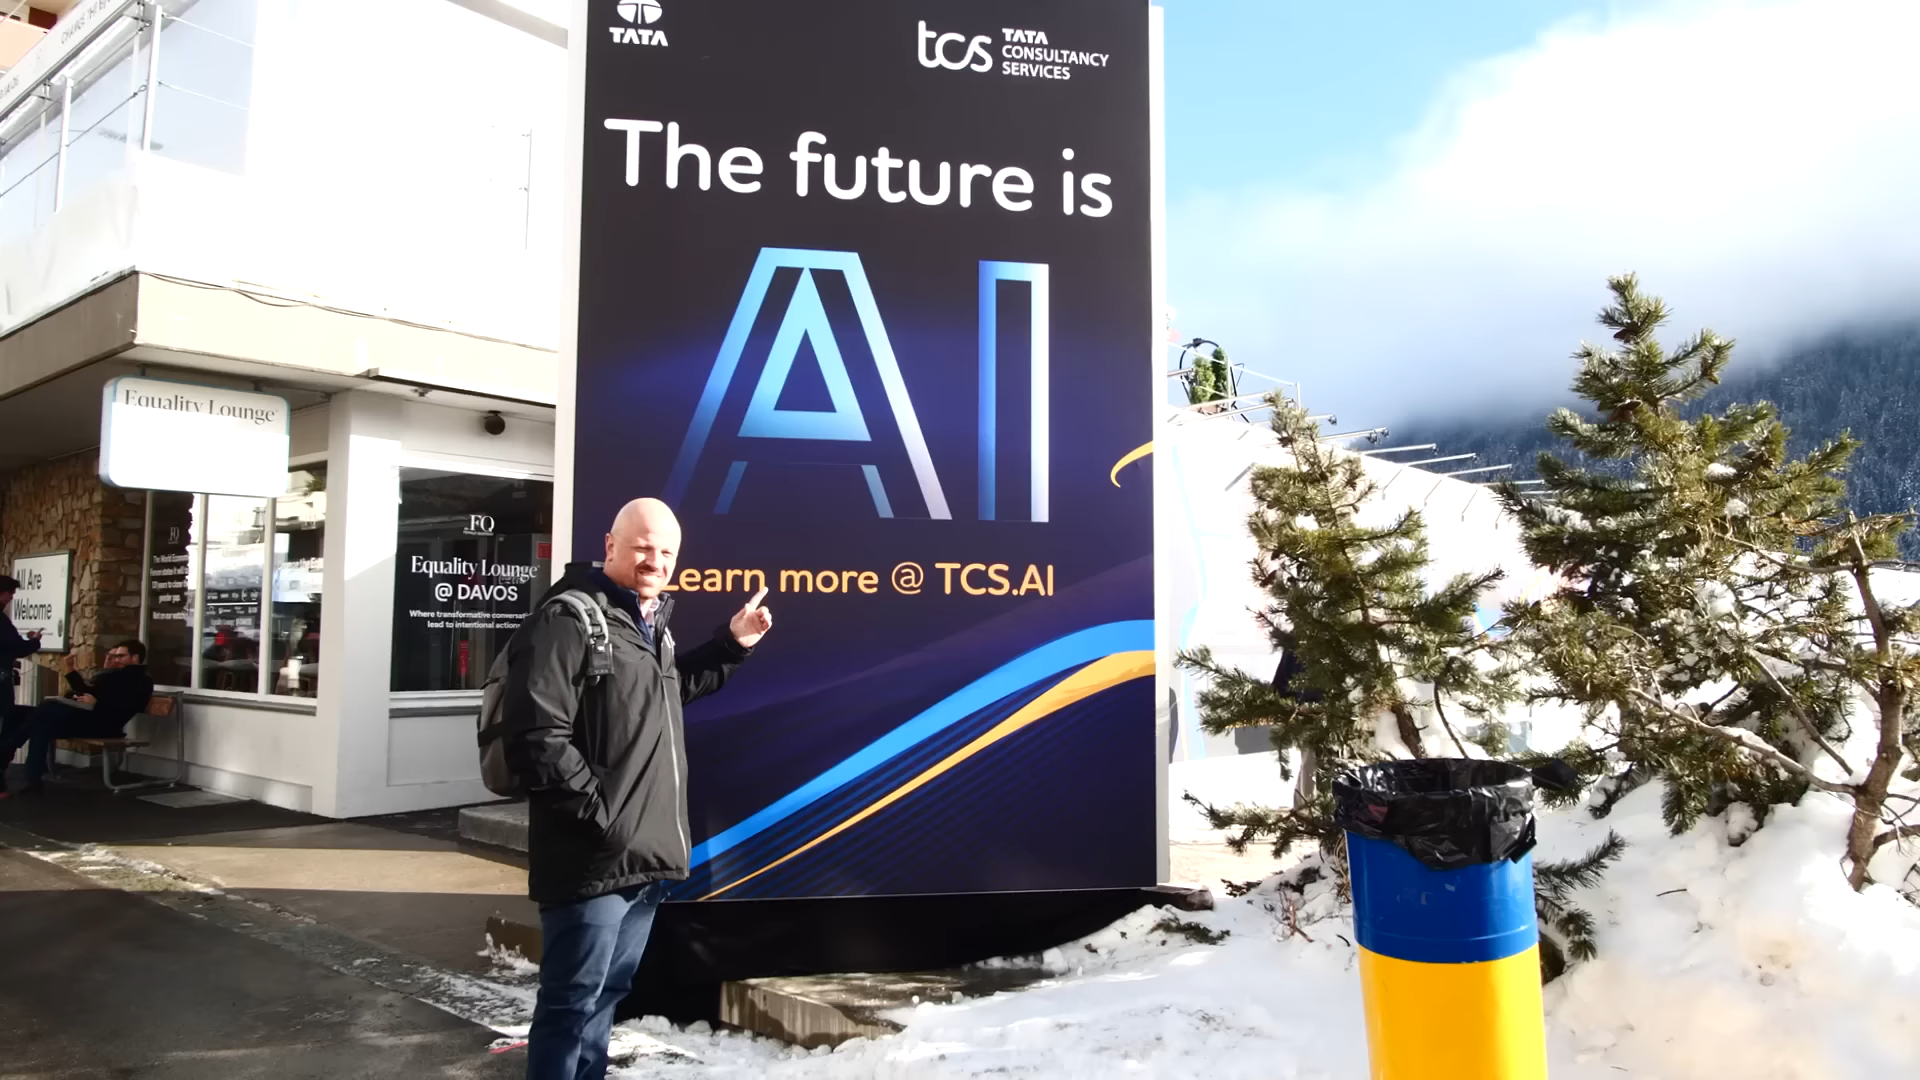 TATA
tcs TATA
CONSULTANCY
SERVICES
The future is
AI
Learn more @ TCS.AI
Equality Lounge
FQ
Equality Lounge
@ DAVOS
Where transformative
lead to intentional action
FQ
All Are
Welcome